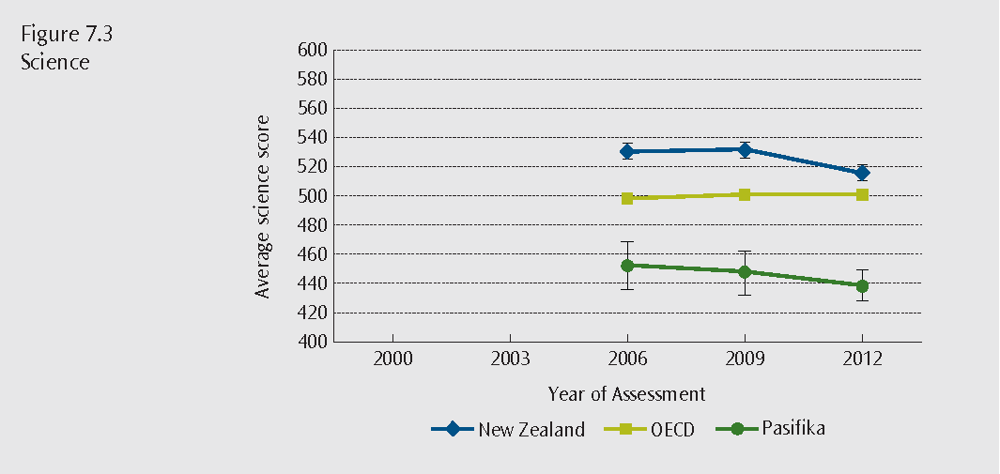 Figure 7.3
Science
600
580
560
540
520
500
480
460
440
420
400
Average science score
2000 2003 2006 2009 2012
Year of Assessment
New Zealand OECD Pasifika